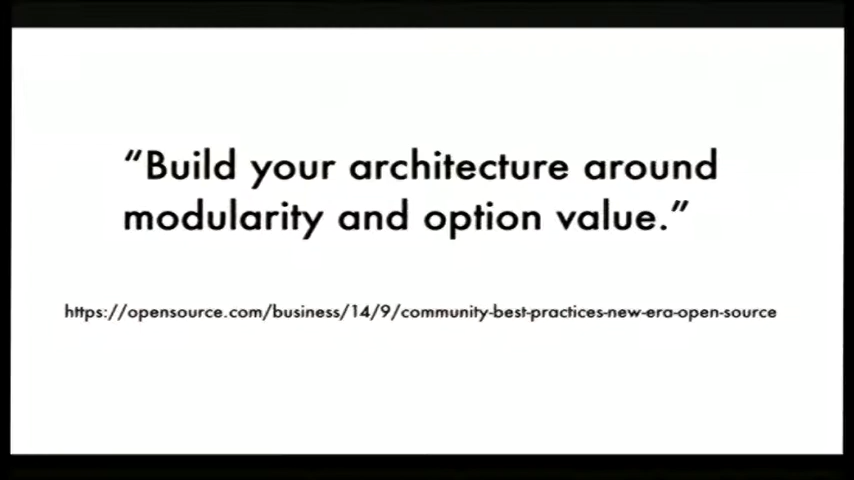 “Build your architecture around
modularity and option value.”
https://opensource.com/business/14/9/community-best-practices-new-era-open-source